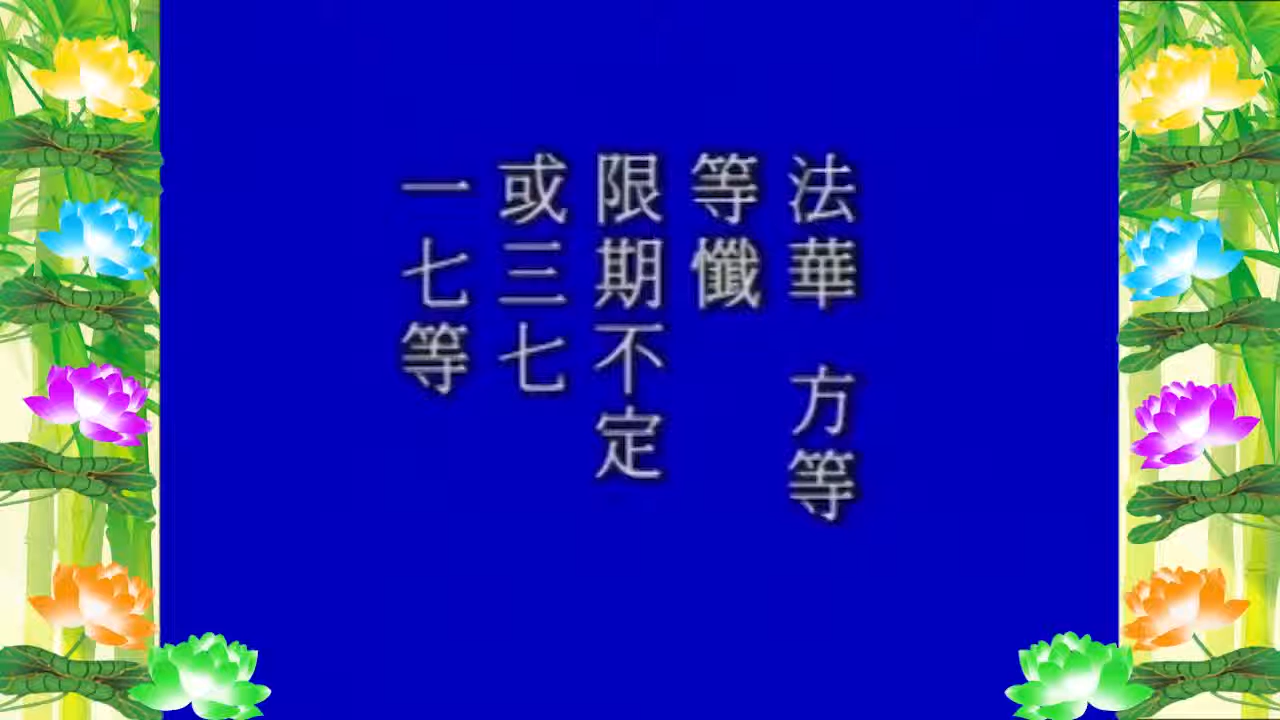 法華　方等
等懺
限期不定
或三七
一七等